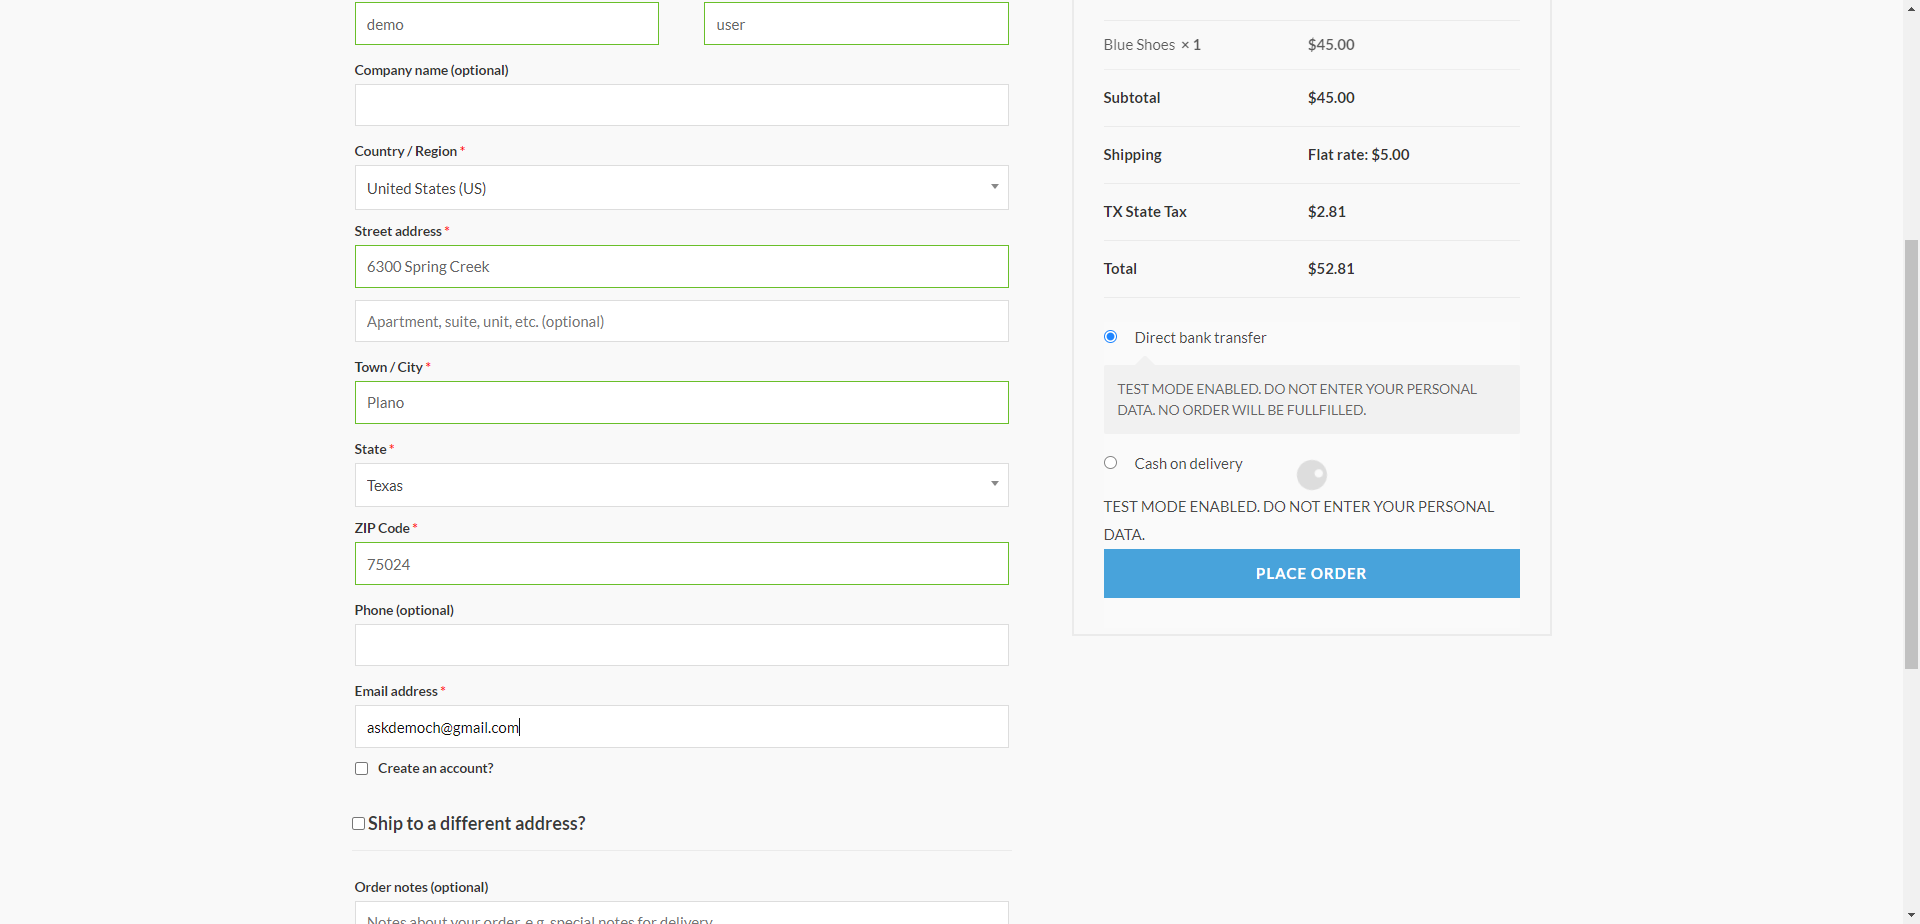 demo
user
Company name (optional)
Country / Region *
United States (US)
Street address *
6300 Spring Creek
Apartment, suite, unit, etc. (optional)
Town / City *
Plano
State *
Texas
ZIP Code *
75024
Phone (optional)
Email address *
askdemoch@gmail.com
Create an account?
Ship to a different address?
Order notes (optional)
Notes about your order, e.g. special notes for delivery.
Blue Shoes × 1 $45.00
Subtotal $45.00
Shipping Flat rate: $5.00
TX State Tax $2.81
Total $52.81
Direct bank transfer
TEST MODE ENABLED. DO NOT ENTER YOUR PERSONAL
DATA. NO ORDER WILL BE FULLFILLED.
Cash on delivery
TEST MODE ENABLED. DO NOT ENTER YOUR PERSONAL
DATA.
PLACE ORDER